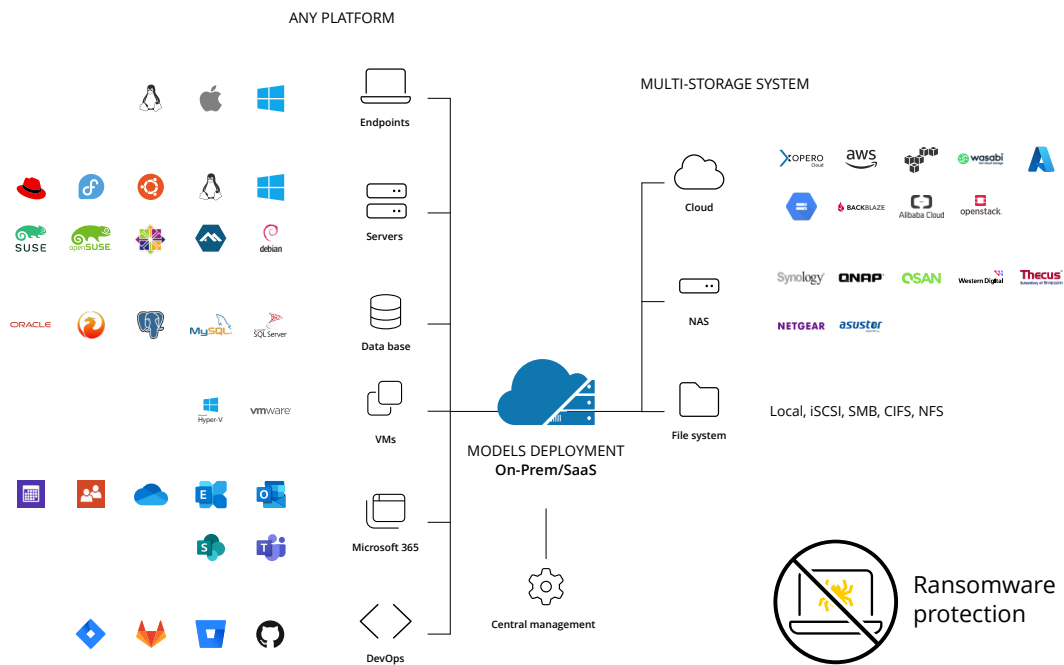 ANY PLATFORM
MULTI-STORAGE SYSTEM
Endpoints
XOPERO
Cloud
aws
wasabi
Cloud
BACKBLAZE
Alibaba Cloud
openstack.
Servers
SUSE
openSUSE
debian
Synology
QNAP
QSAN
Western Digital
Thecus
NAS
NETGEAR
asustor
ORACLE
MySQL
SQL Server
Data base
Hyper-V
vmware
VMs
File system
Local, iSCSI, SMB, CIFS, NFS
MODELS DEPLOYMENT
On-Prem/SaaS
E
O
S
T
Microsoft 365
Central management
DevOps
Ransomware
protection